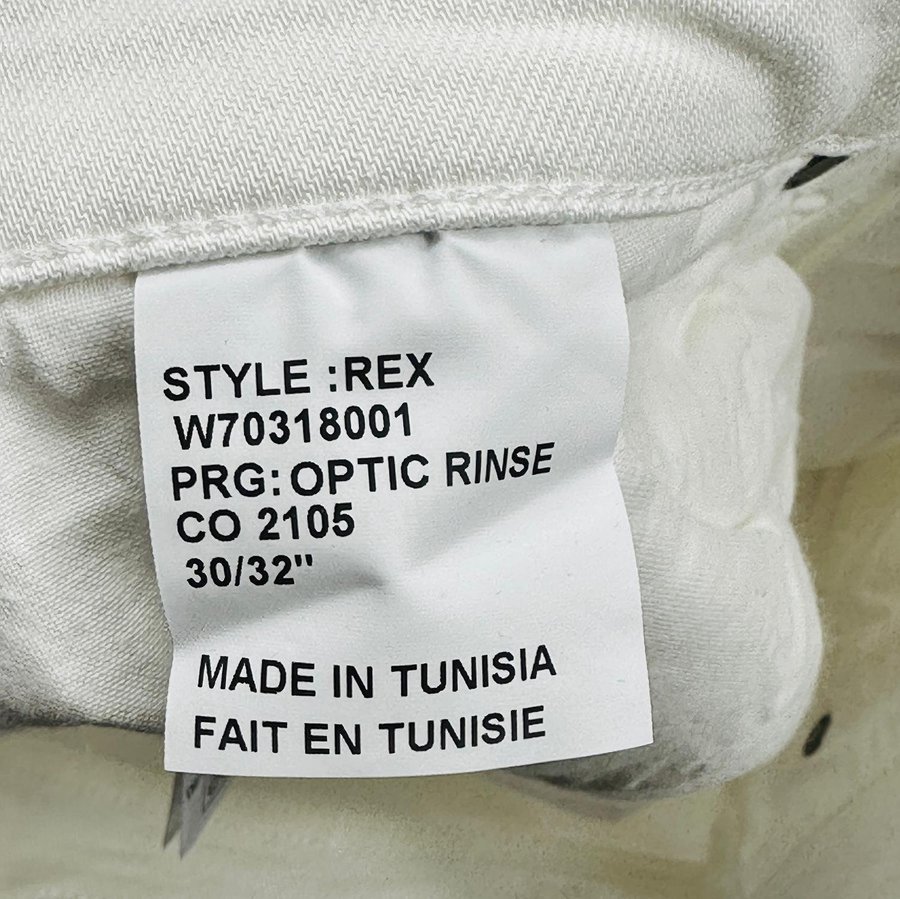 STYLE :REX
W70318001
PRG:OPTIC RINSE
CO 2105
30/32"
MADE IN TUNISIA
FAIT EN TUNISIE